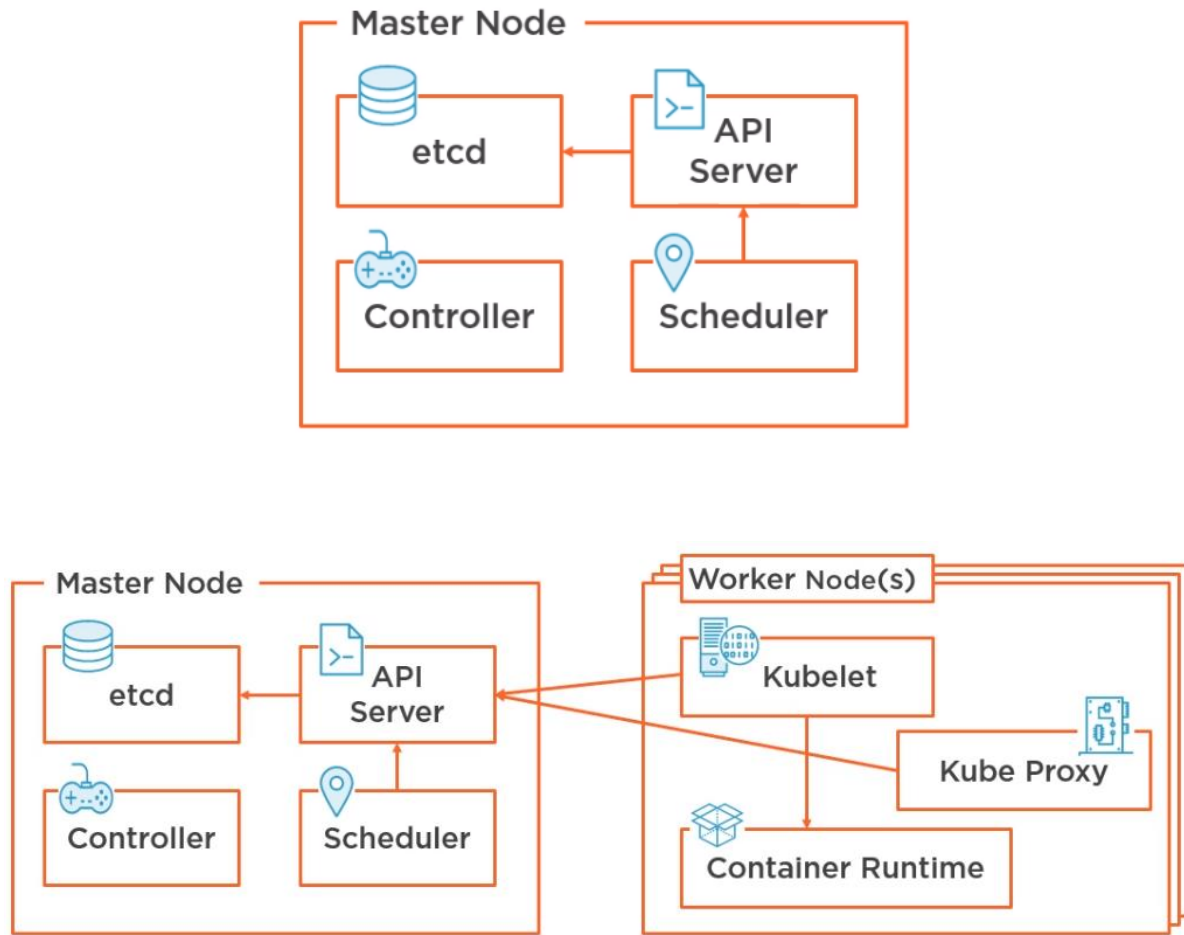 Master Node
etcd
API
Server
Controller
Scheduler
Master Node
etcd
API
Server
Controller
Scheduler
Worker Node(s)
Kubelet
Kube Proxy
Container Runtime